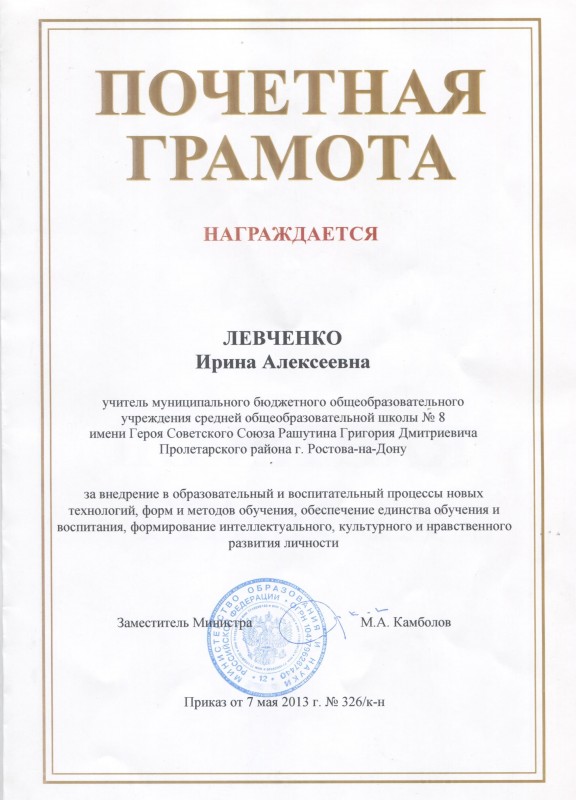 ПОЧЕТНАЯ
ГРАМОТА
НАГРАЖДАЕТСЯ
ЛЕВЧЕНКО
Ирина Алексеевна
учитель муниципального бюджетного общеобразовательного
учреждения средней общеобразовательной школы № 8
имени Героя Советского Союза Рашутина Григория Дмитриевича
Пролетарского района г. Ростова-на-Дону
за внедрение в образовательный и воспитательный процессы новых
технологий, форм и методов обучения, обеспечение единства обучения и
воспитания, формирование интеллектуального, культурного и нравственного
развития личности
Заместитель Министра
М.А. Камболов
МИНИСТЕРСТВО ОБРАЗОВАНИЯ И НАУКИ
РОССИЙСКОЙ ФЕДЕРАЦИИ
* 12 *
Приказ от 7 мая 2013 г. № 326/к-н